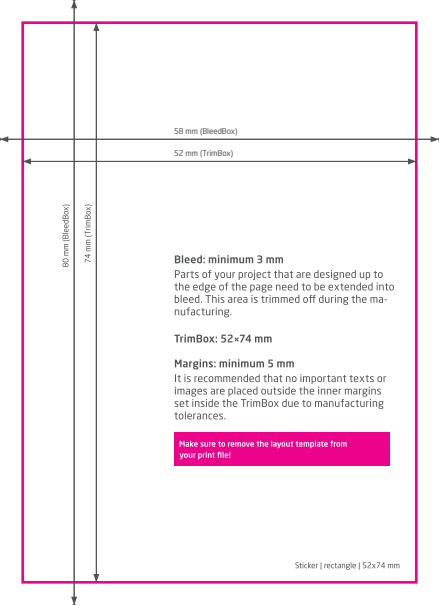 58 mm (BleedBox)
52 mm (TrimBox)
80 mm (BleedBox)
74 mm (TrimBox)
Bleed: minimum 3 mm
Parts of your project that are designed up to
the edge of the page need to be extended into
bleed. This area is trimmed off during the ma-
nufacturing.
TrimBox: 52×74 mm
Margins: minimum 5 mm
It is recommended that no important texts or
images are placed outside the inner margins
set inside the TrimBox due to manufacturing
tolerances.
Make sure to remove the layout template from
your print file!
Sticker | rectangle | 52x74 mm